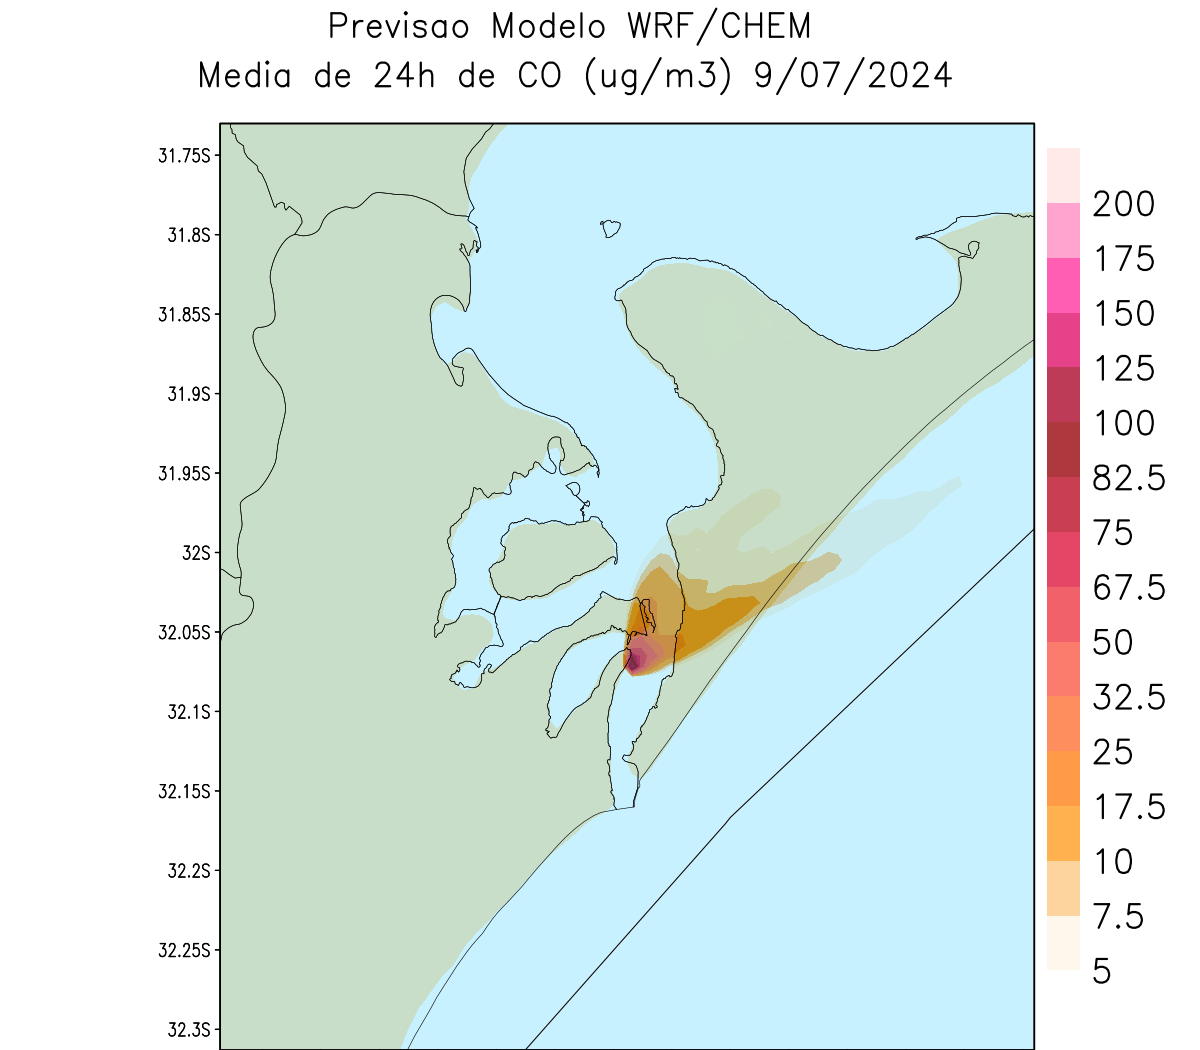 Previsao Modelo WRF/CHEM
Media de 24h de CO (ug/m3) 9/07/2024
31.75S
31.8S
31.85S
31.9S
31.95S
32S
32.05S
32.1S
32.15S
32.2S
32.25S
32.3S
200
175
150
125
100
82.5
75
67.5
50
32.5
25
17.5
10
7.5
5